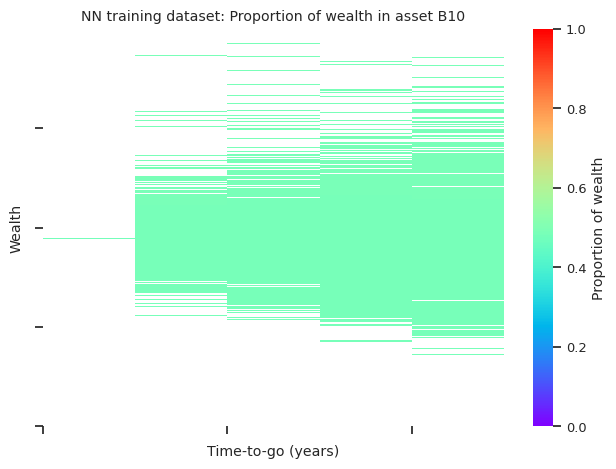 NN training dataset: Proportion of wealth in asset B10
1.0
0.8
0.6
0.4
0.2
0.0
Proportion of wealth
Wealth
Time-to-go (years)